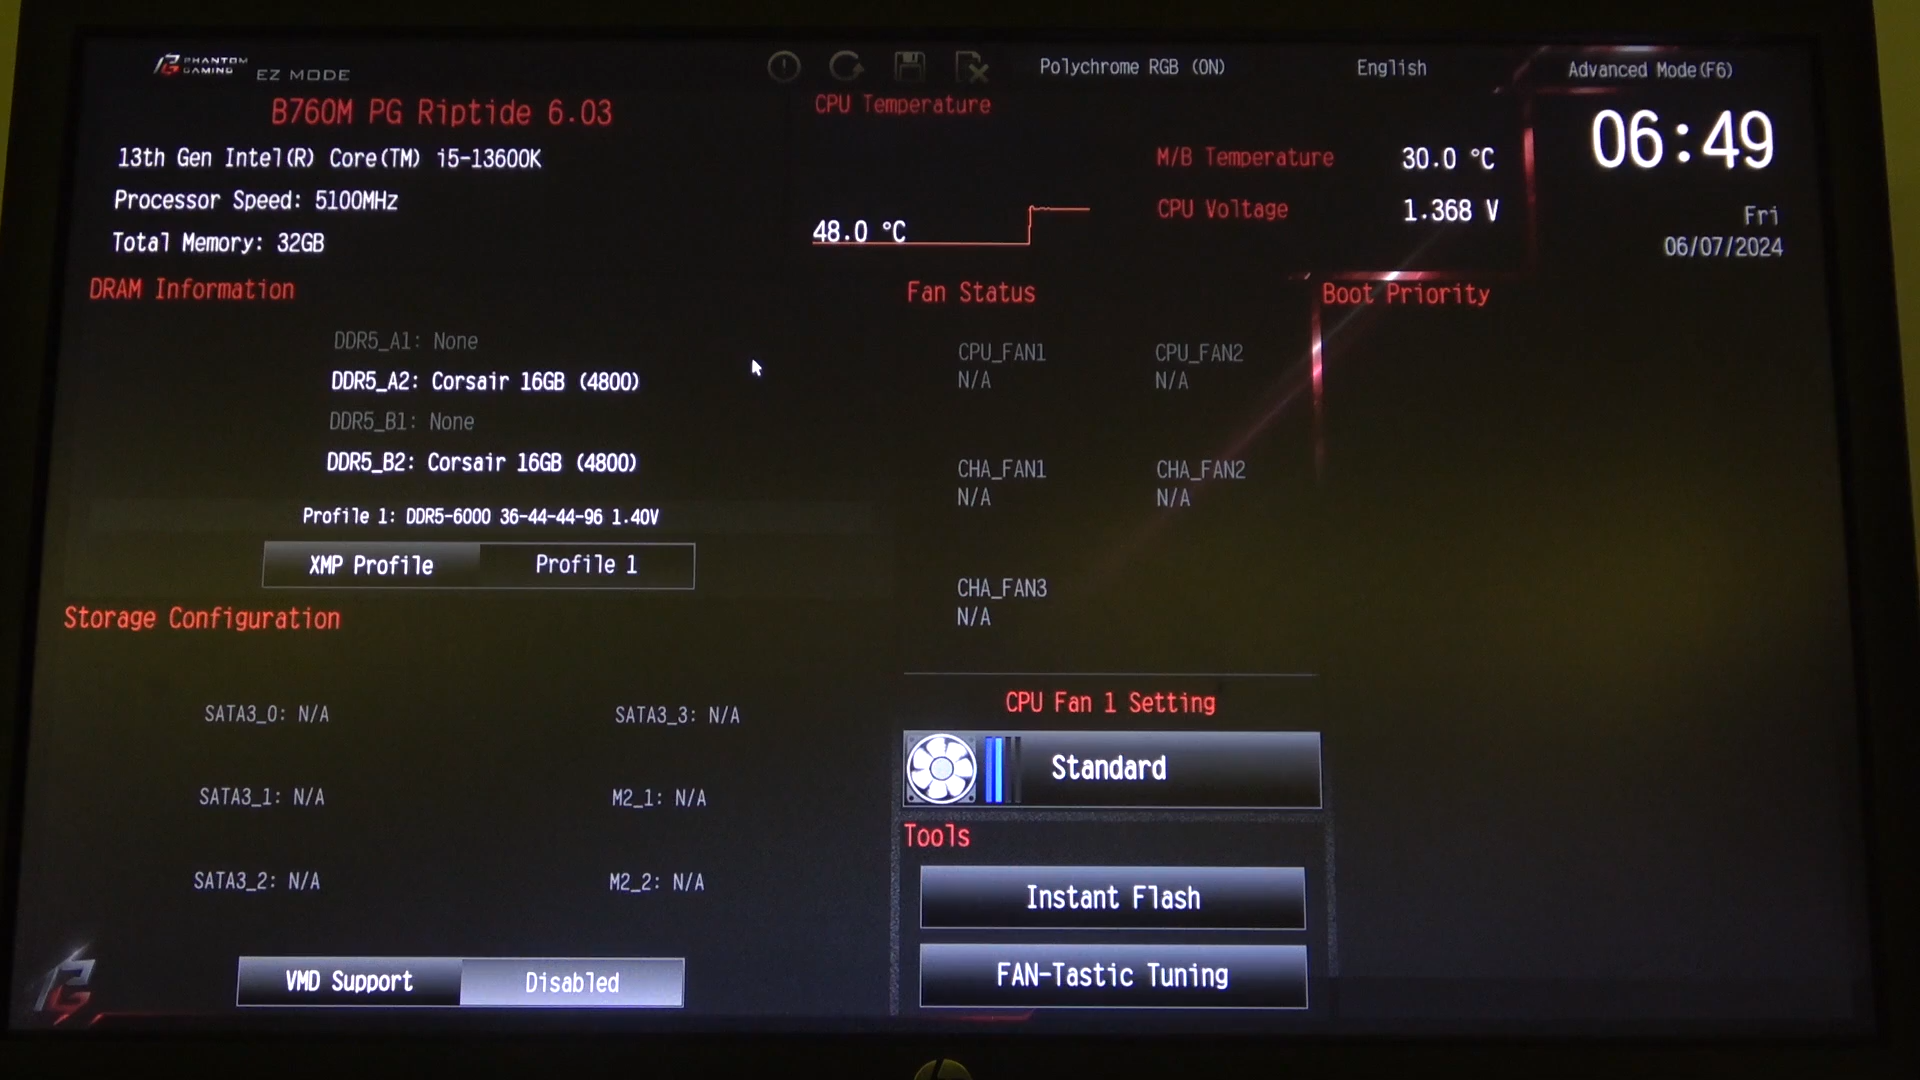 PHANTOM
GAMING
EZ MODE
Polychrome RGB (ON)
English
Advanced Mode(F6)
B760M PG Riptide 6.03
13th Gen Intel(R) Core(TM) i5-13600K
Processor Speed: 5100MHz
Total Memory: 32GB
CPU Temperature
48.0 °C
M/B Temperature 30.0 °C
CPU Voltage 1.368 V
06:49
Fri
06/07/2024
DRAM Information
DDR5_A1: None
DDR5_A2: Corsair 16GB (4800)
DDR5_B1: None
DDR5_B2: Corsair 16GB (4800)
Profile 1: DDR5-6000 36-44-44-96 1.40V
XMP Profile Profile 1
Fan Status
CPU_FAN1
N/A
CPU_FAN2
N/A
CHA_FAN1
N/A
CHA_FAN2
N/A
CHA_FAN3
N/A
Boot Priority
Storage Configuration
SATA3_0: N/A
SATA3_3: N/A
SATA3_1: N/A
M2_1: N/A
SATA3_2: N/A
M2_2: N/A
VMD Support Disabled
CPU Fan 1 Setting
Standard
Tools
Instant Flash
FAN-Tastic Tuning